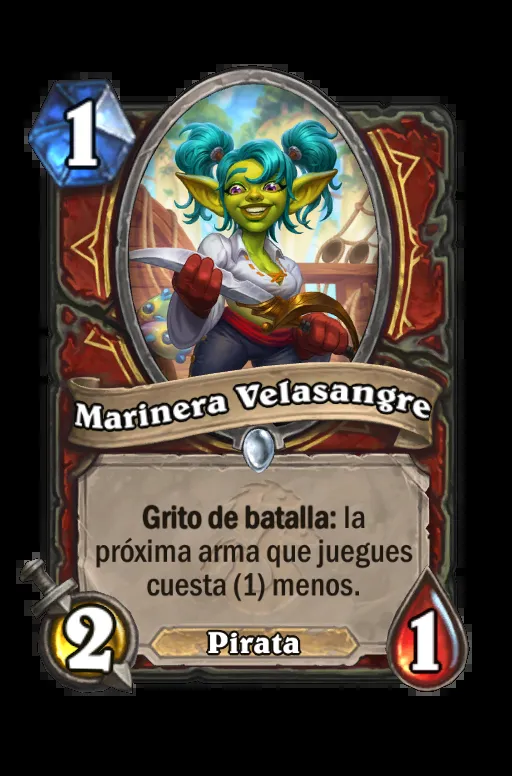 1
Marinera Velasangre
Grito de batalla: la
próxima arma que juegues
cuesta (1) menos.
2
Pirata
1